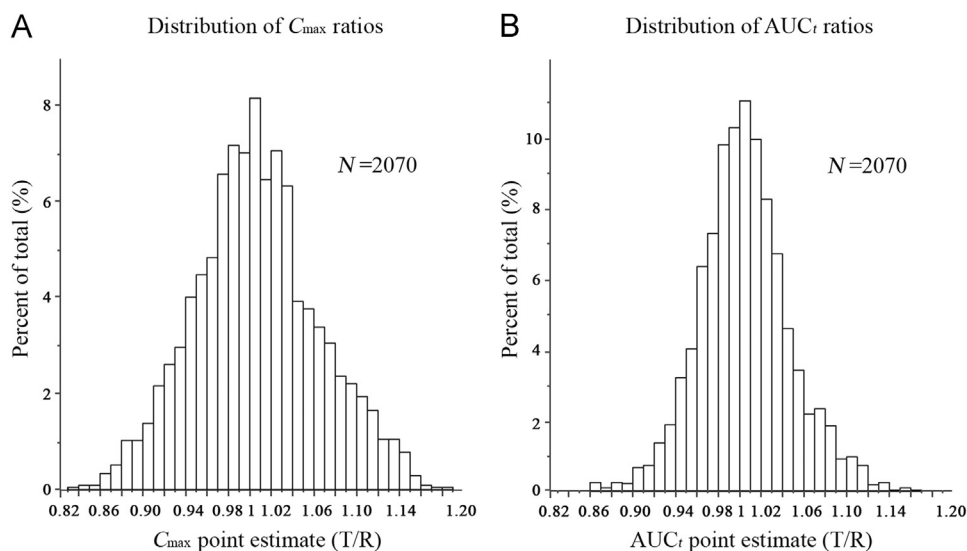 A
Distribution of Cmax ratios
8
6
4
2
0
Percent of total (%)
N=2070
0.82 0.86 0.90 0.94 0.98 1 1.02 1.06 1.10 1.14 1.20
Cmax point estimate (T/R)
B
Distribution of AUCt ratios
10
8
6
4
2
0
Percent of total (%)
N=2070
0.82 0.86 0.90 0.94 0.98 1 1.02 1.06 1.10 1.14 1.20
AUCt point estimate (T/R)